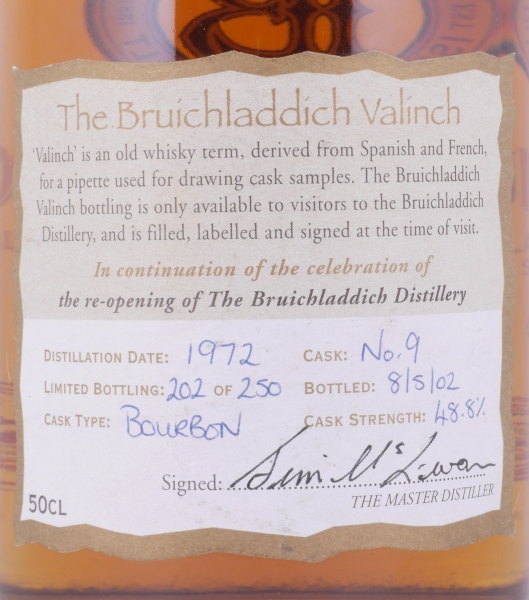 The Bruichladdich Valinch
'Valinch' is an old whisky term, derived from Spanish and French,
for a pipette used for drawing cask samples. The Bruichladdich
Valinch bottling is only available to visitors to the Bruichladdich
Distillery, and is filled, labelled and signed at the time of visit.
In continuation of the celebration of
the re-opening of The Bruichladdich Distillery
DISTILLATION DATE: 1972 CASK: No. 9
LIMITED BOTTLING: 202 OF 250 BOTTLED: 8/5/02
CASK TYPE: BOURBON CASK STRENGTH: 48.8%
Signed: Jim McEwan
THE MASTER DISTILLER
50CL